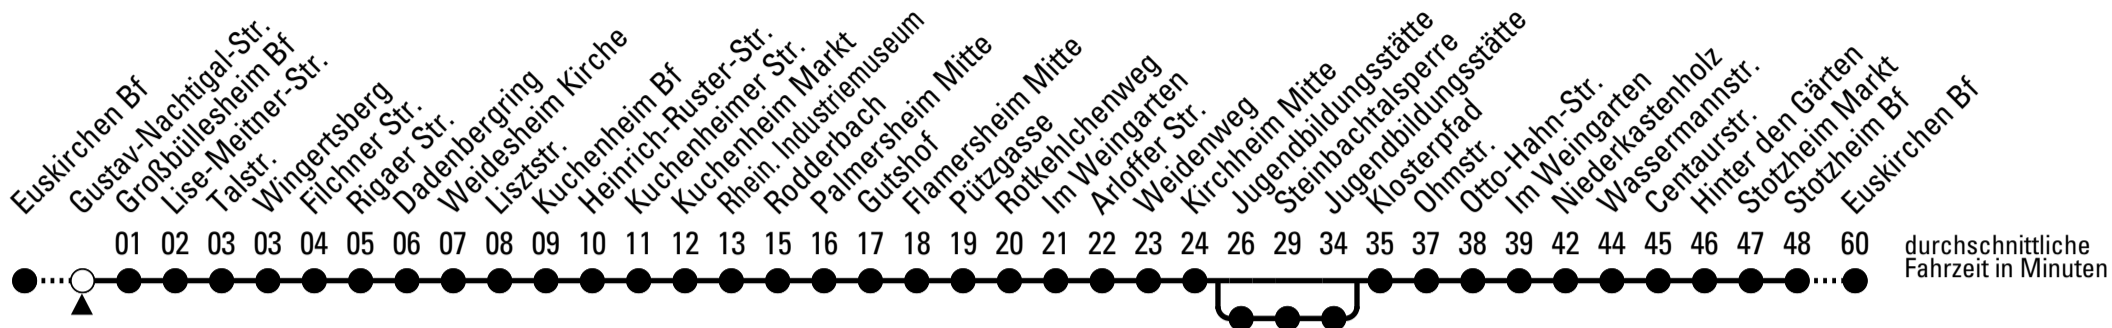 Euskirchen Bf
Gustav-Nachtigal-Str.
Großbüllesheim Bf
Lise-Meitner-Str.
Talstr.
Wingertsberg
Filchner Str.
Rigaer Str.
Dadenbergring
Weidesheim Kirche
Lisztstr.
Kuchenheim Bf
Heinrich-Ruster-Str.
Kuchenheimer Str.
Kuchenheim Markt
Rhein. Industriemuseum
Rodderbach
Palmersheim Mitte
Gutshof
Flamersheim Mitte
Pützgasse
Rotkehlchenweg
Im Weingarten
Arloffer Str.
Weidenweg
Kirchheim Mitte
Jugendbildungsstätte
Steinbachtalsperre
Jugendbildungsstätte
Klosterpfad
Ohmstr.
Otto-Hahn-Str.
Im Weingarten
Niederkastenholz
Wassermannstr.
Centaurstr.
Hinter den Gärten
Stotzheim Markt
Stotzheim Bf
Euskirchen Bf
01 02 03 03 04 05 06 07 08 09 10 11 12 13 15 16 17 18 19 20 21 22 23 24 26 29 34 35 37 38 39 42 44 45 46 47 48 60
durchschnittliche
Fahrzeit in Minuten